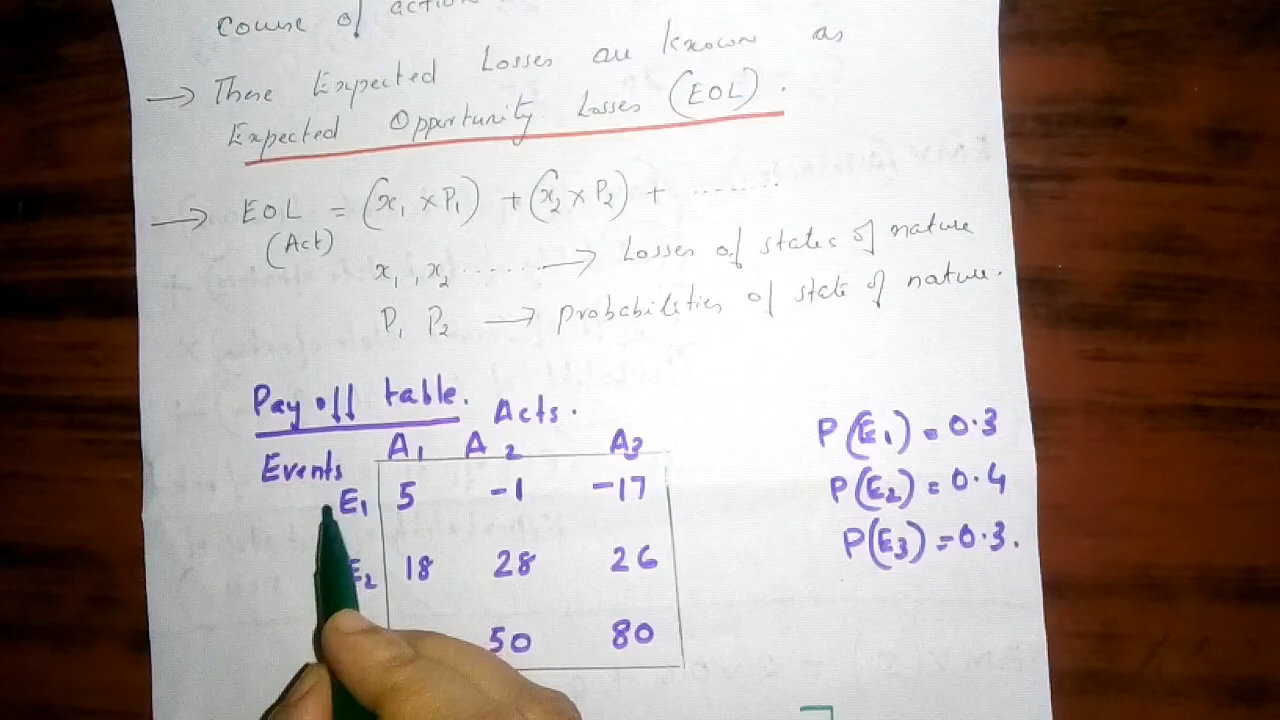 Course of action
→ These Expected Losses are known as
Expected Opportunity Losses (EOL).
→ EOL = (x₁ × P₁) + (x₂ × P₂) + ........
(Act)
x₁, x₂ ......→ Losses of states of nature
P₁ P₂ → probabilities of state of nature.
Pay off table. Acts.
Events A₁ A₂ A₃
E₁ 5 -1 -17
E₂ 18 28 26
50 80
P(E₁) = 0.3
P(E₂) = 0.4
P(E₃) = 0.3.